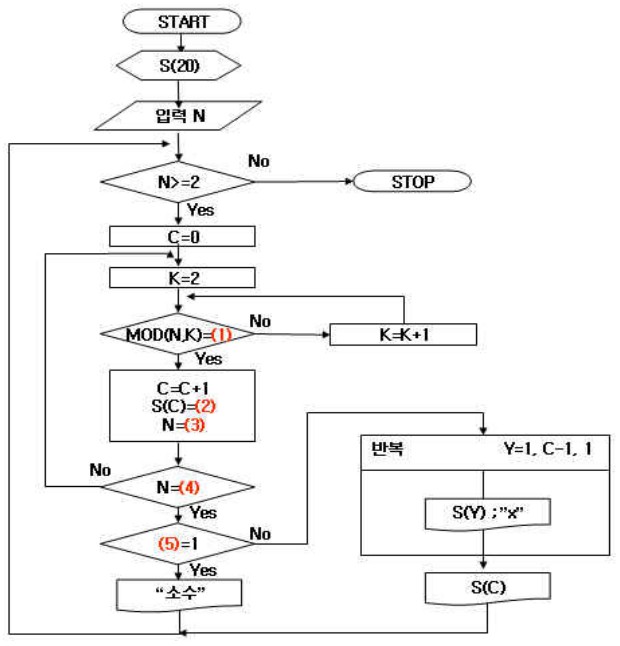 START
S(20)
입력 N
N>=2
No
STOP
Yes
C=0
K=2
MOD(N,K)=(1)
No
K=K+1
Yes
C=C+1
S(C)=(2)
N=(3)
No
N=(4)
Yes
(5)=1
No
Yes
"소수"
반복 Y=1, C-1, 1
S(Y) ;"x"
S(C)